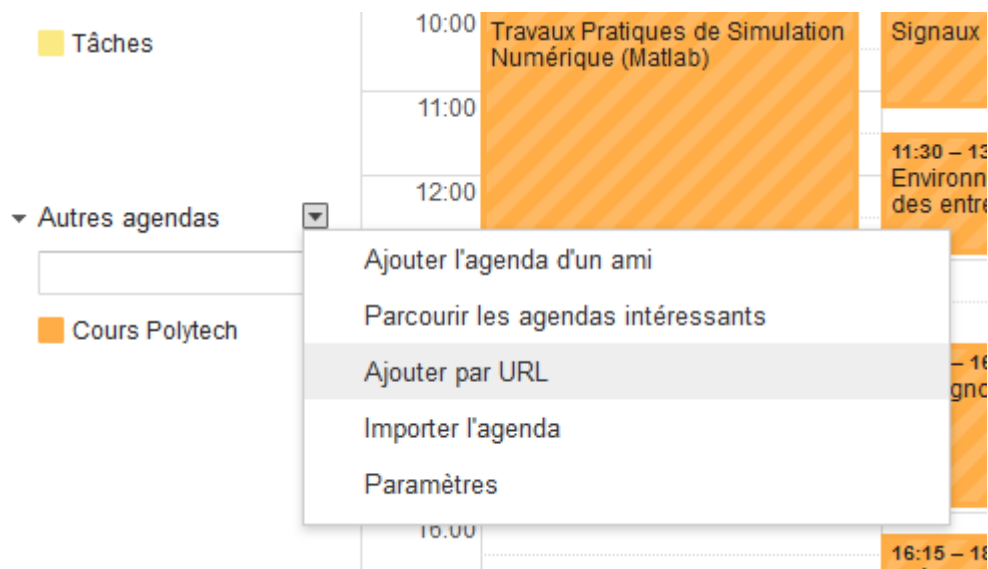 Tâches
10:00
Travaux Pratiques de Simulation
Numérique (Matlab)
Signaux
11:00
11:30 – 13
Environn
des entre
12:00
Autres agendas
Ajouter l'agenda d'un ami
Parcourir les agendas intéressants
Cours Polytech
Ajouter par URL
– 16
gno
Importer l'agenda
Paramètres
16:00
16:15 – 18